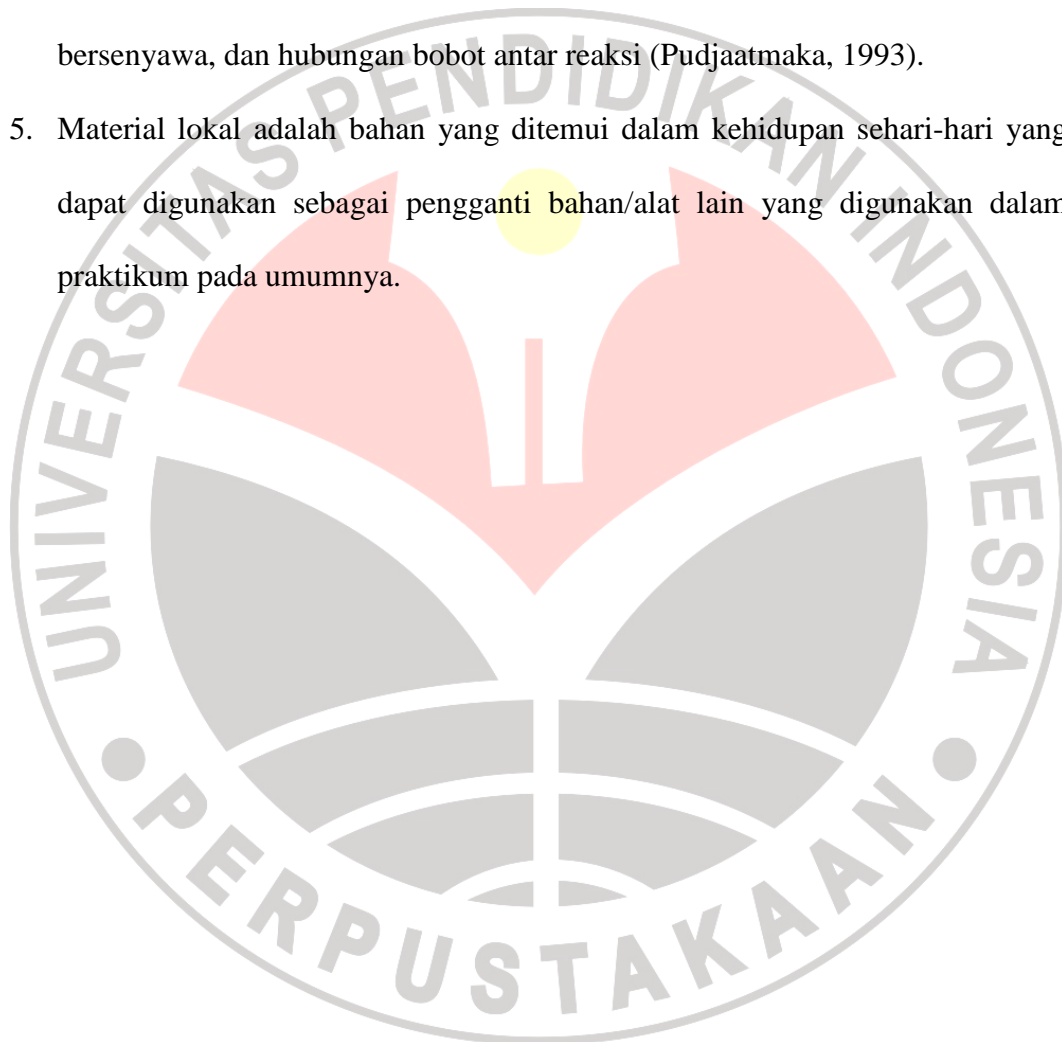 bersenyawa, dan hubungan bobot antar reaksi (Pudjaatmaka, 1993).
5. Material lokal adalah bahan yang ditemui dalam kehidupan sehari-hari yang
dapat digunakan sebagai pengganti bahan/alat lain yang digunakan dalam
praktikum pada umumnya.
UNIVERSITAS PENDIDIKAN INDONESIA
PERPUSTAKAAN